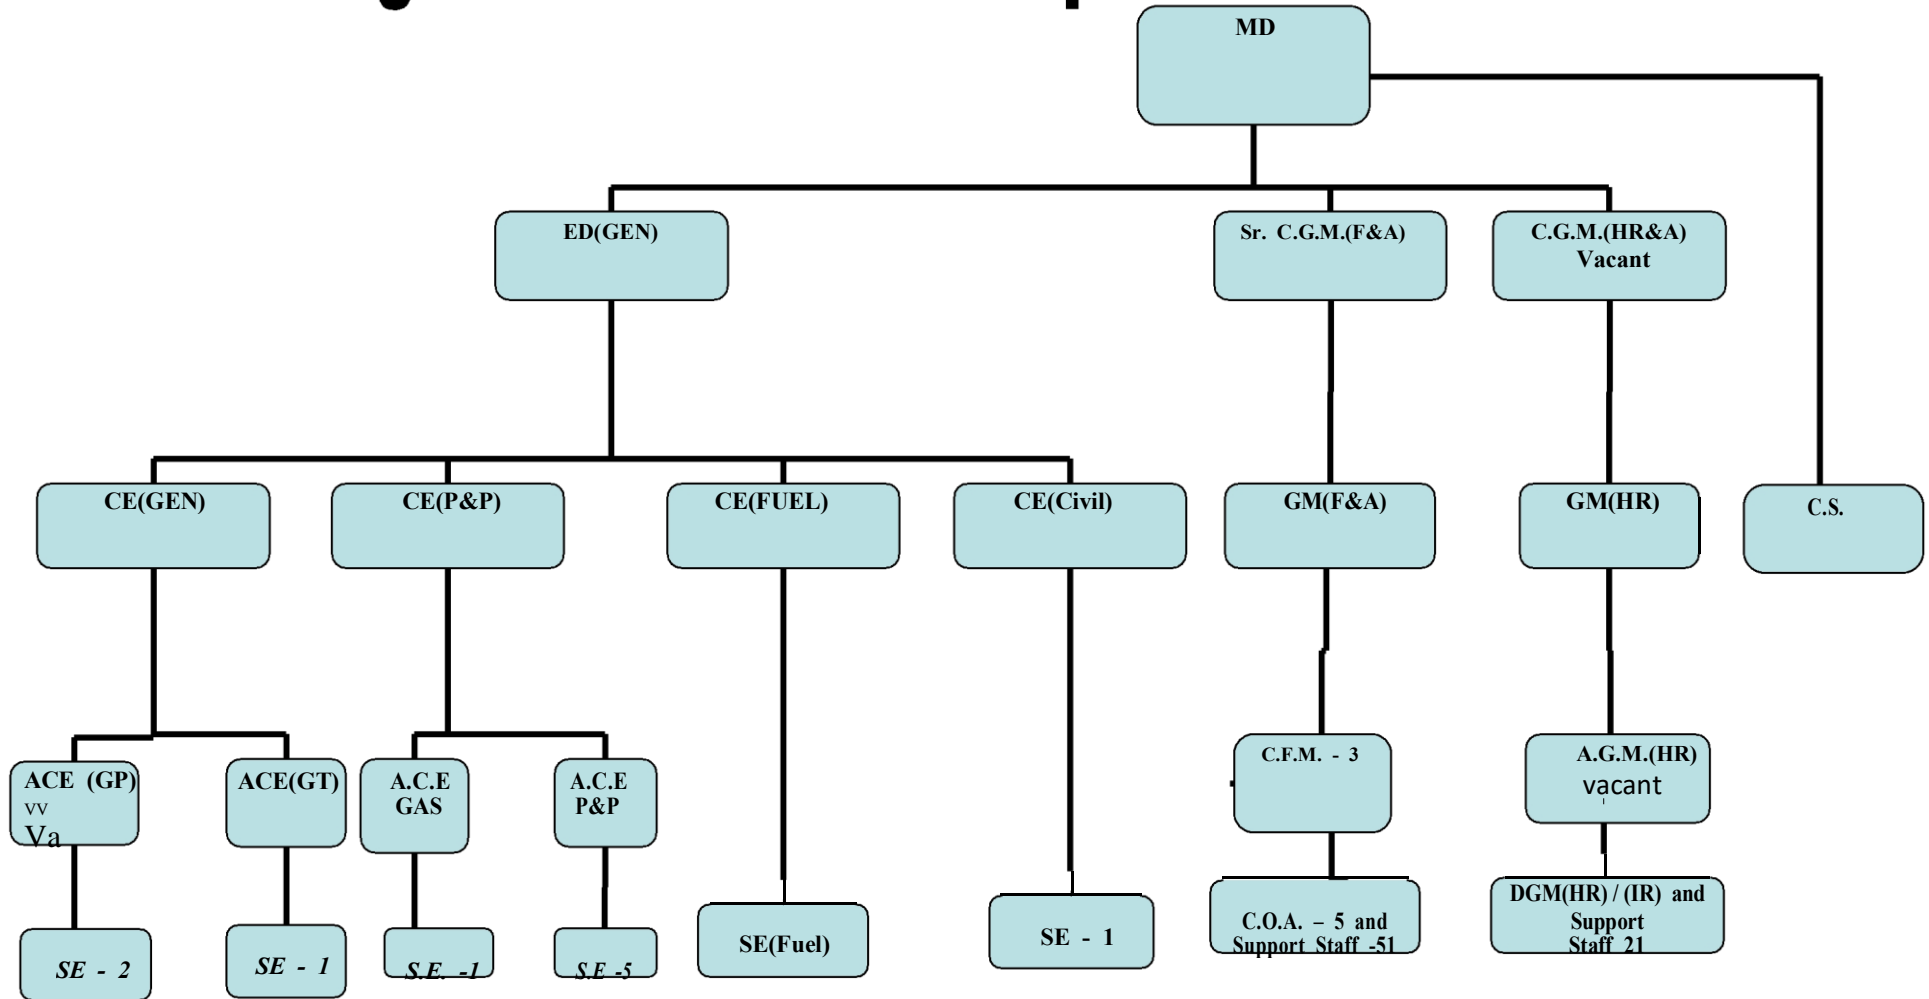 MD
ED(GEN)
Sr. C.G.M.(F&A)
C.G.M.(HR&A)
Vacant
CE(GEN)
CE(P&P)
CE(FUEL)
CE(Civil)
GM(F&A)
GM(HR)
C.S.
ACE (GP)
vv
Va
ACE(GT)
A.C.E
GAS
A.C.E
P&P
C.F.M. - 3
A.G.M.(HR)
vacant
SE - 2
SE - 1
S.E. -1
S.E -5
SE(Fuel)
SE - 1
C.O.A. – 5 and
Support Staff -51
DGM(HR) / (IR) and
Support
Staff 21